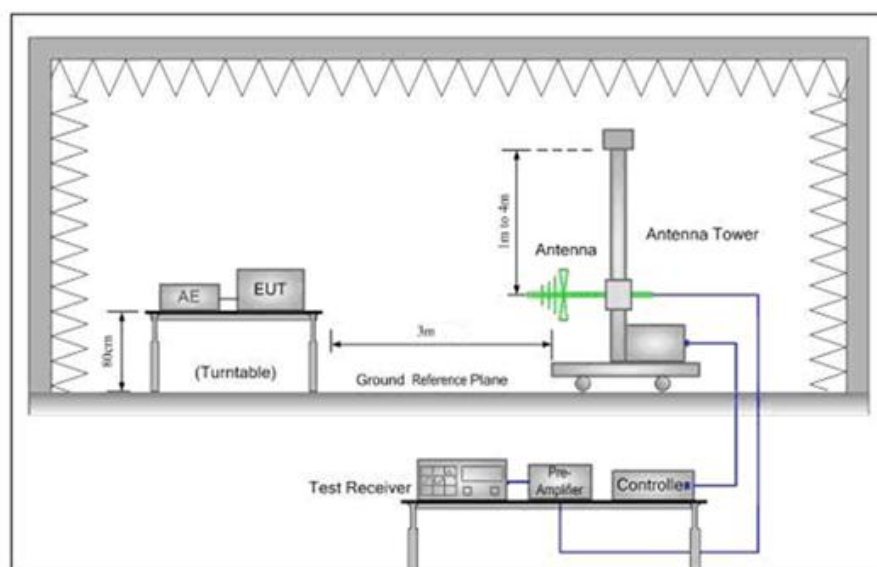 1m to 4m
Antenna
Antenna Tower
AE
EUT
3m
80cm
(Turntable)
Ground Reference Plane
Test Receiver
Pre-
Amplifier
Controller